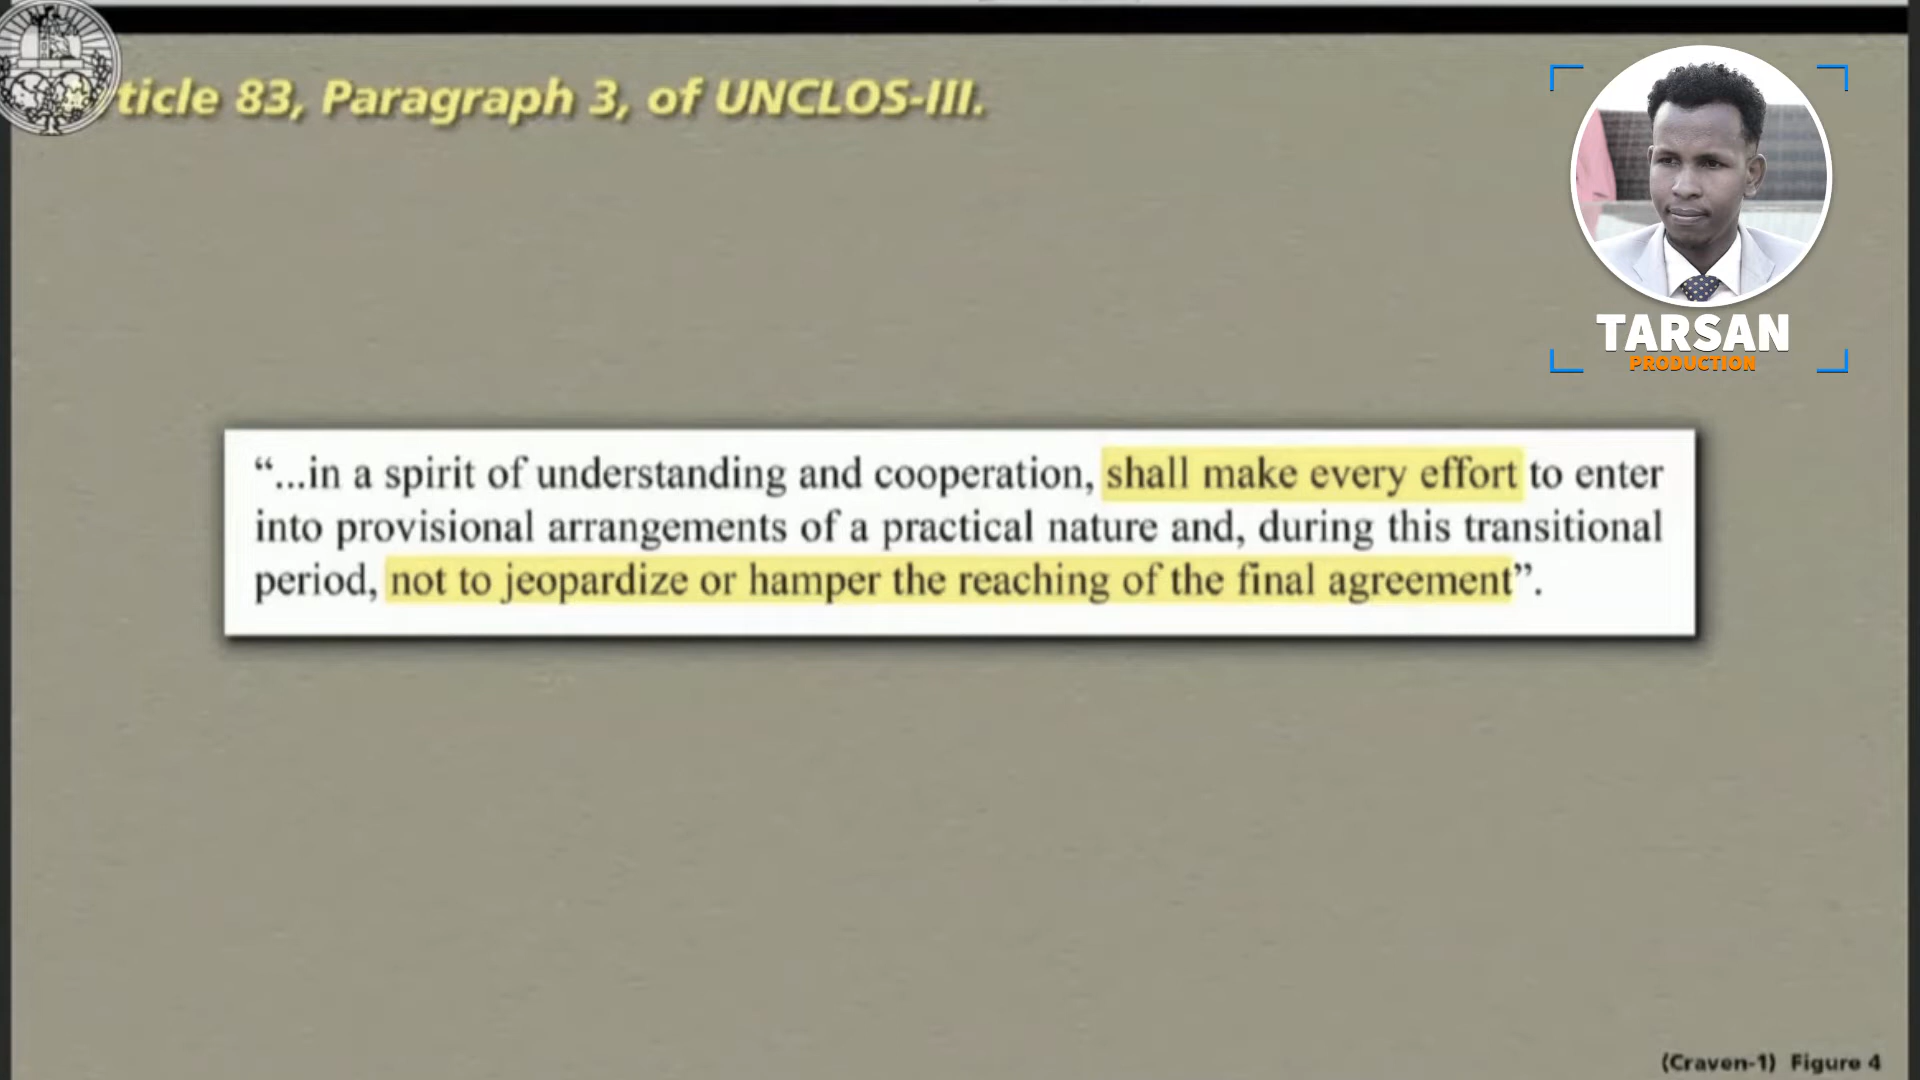 ticle 83, Paragraph 3, of UNCLOS-III.
TARSAN
PRODUCTION
“...in a spirit of understanding and cooperation, shall make every effort to enter
into provisional arrangements of a practical nature and, during this transitional
period, not to jeopardize or hamper the reaching of the final agreement”.
(Craven-1) Figure 4